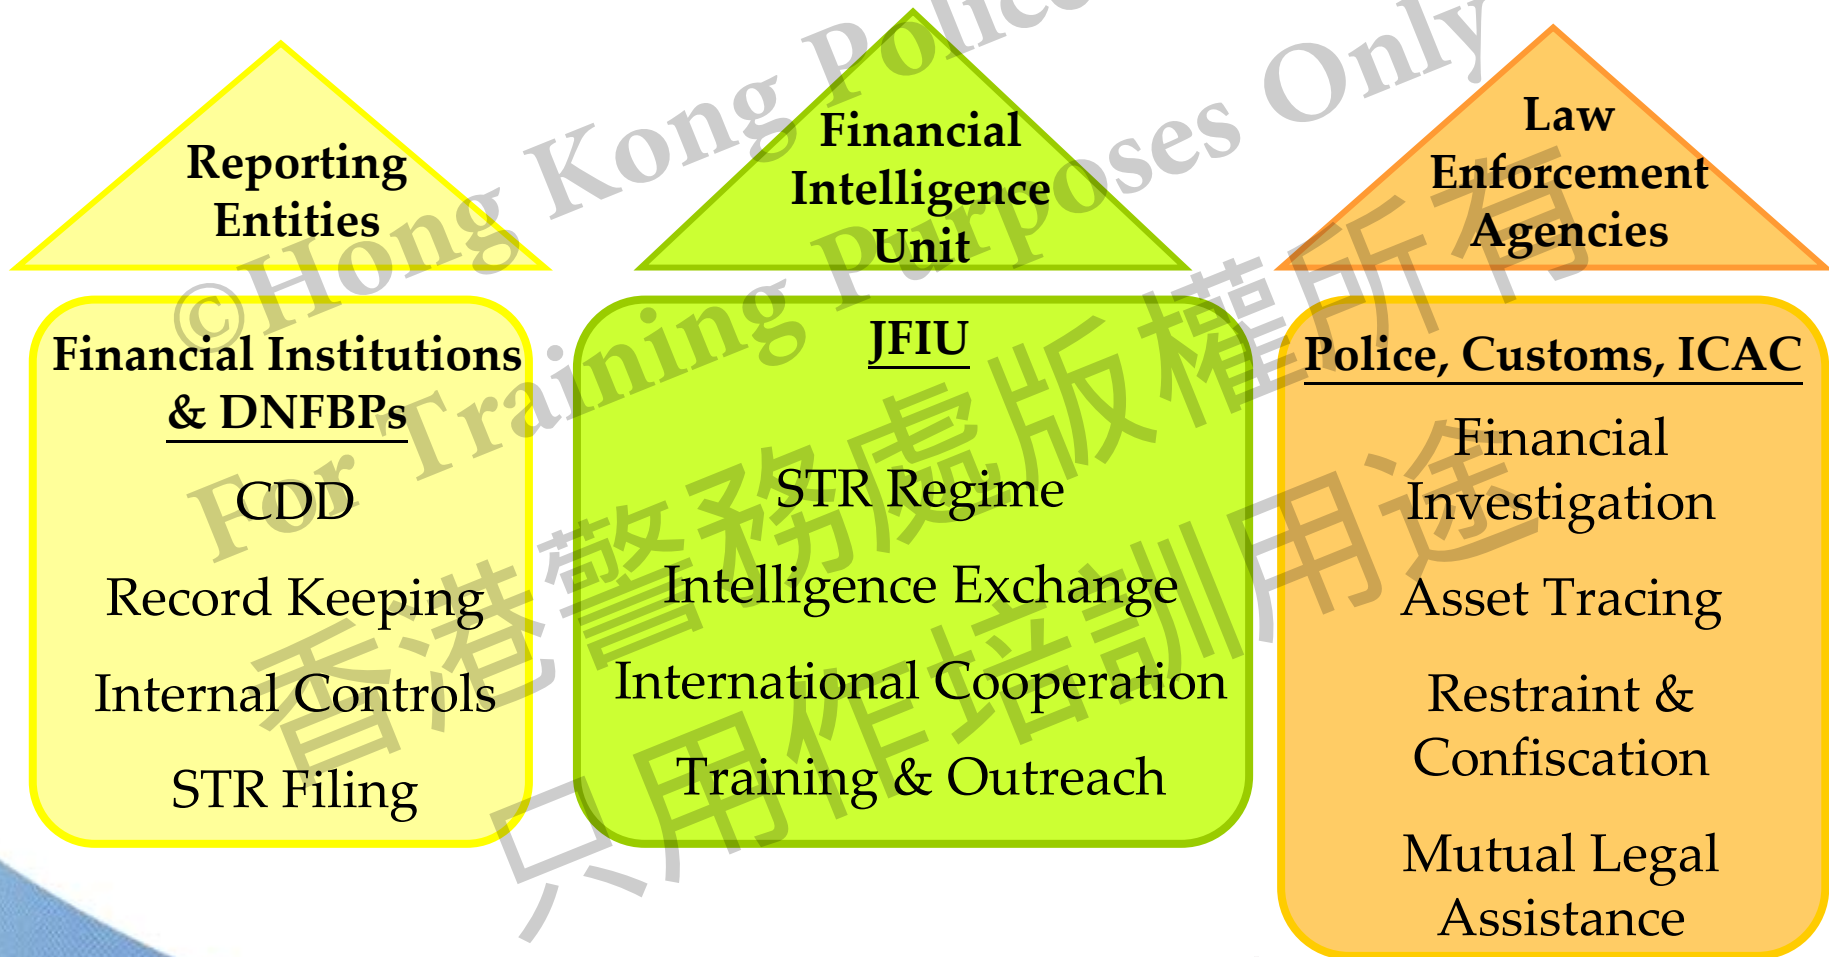 Reporting
Entities
Financial Institutions
& DNFBPs
CDD
Record Keeping
Internal Controls
STR Filing
Financial
Intelligence
Unit
JFIU
STR Regime
Intelligence Exchange
International Cooperation
Training & Outreach
Law
Enforcement
Agencies
Police, Customs, ICAC
Financial
Investigation
Asset Tracing
Restraint &
Confiscation
Mutual Legal
Assistance
©Hong Kong Police
For Training Purposes Only
香港警務處版權所有
只用作培訓用途